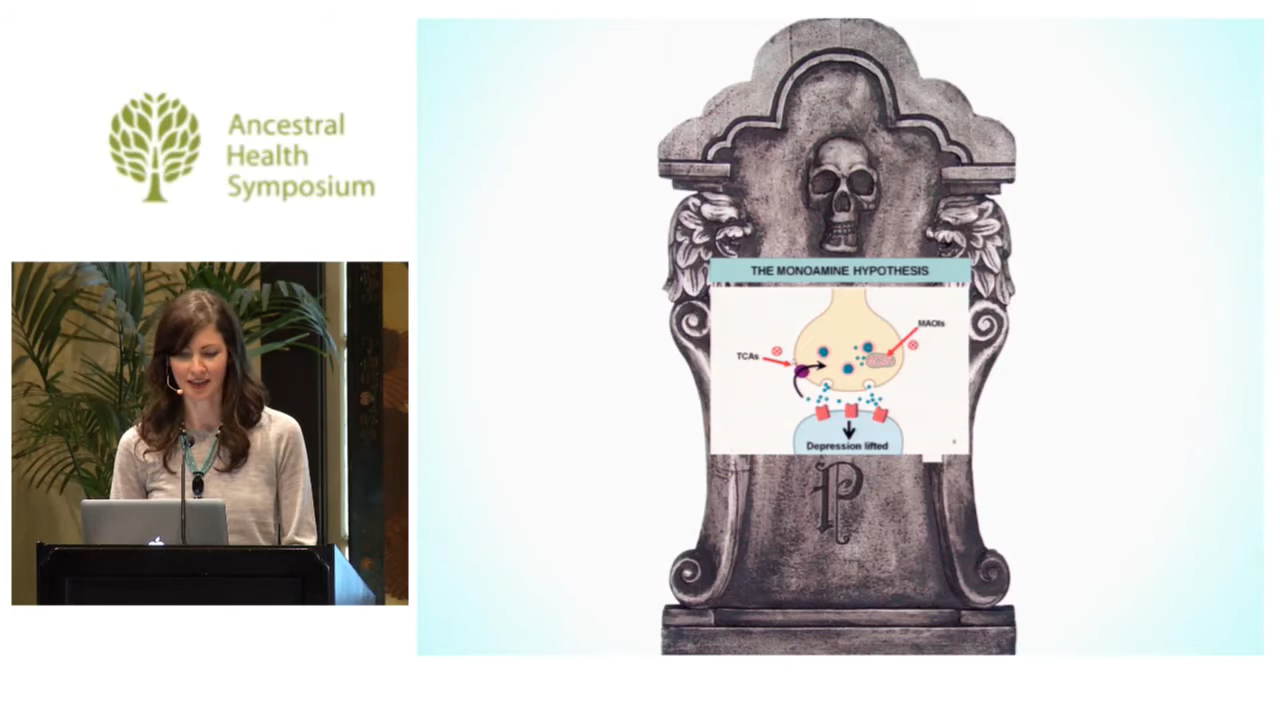 Ancestral
Health
Symposium
THE MONOAMINE HYPOTHESIS
MAOIs
TCAs
Depression lifted
P